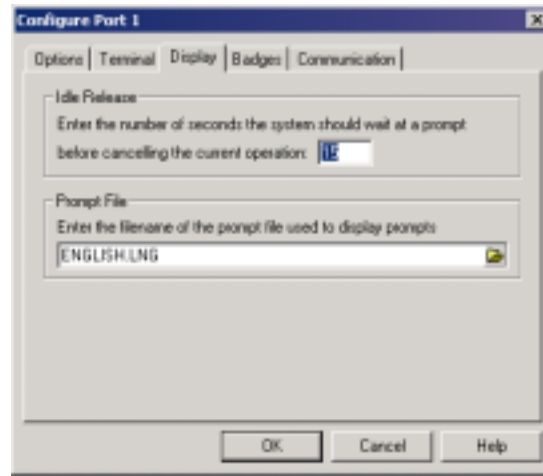 Configure Port 1
Options Terminal Display Badges Communication
Idle Release
Enter the number of seconds the system should wait at a prompt
before cancelling the current operation: 15
Prompt File
Enter the filename of the prompt file used to display prompts
ENGLISH.LNG
OK Cancel Help